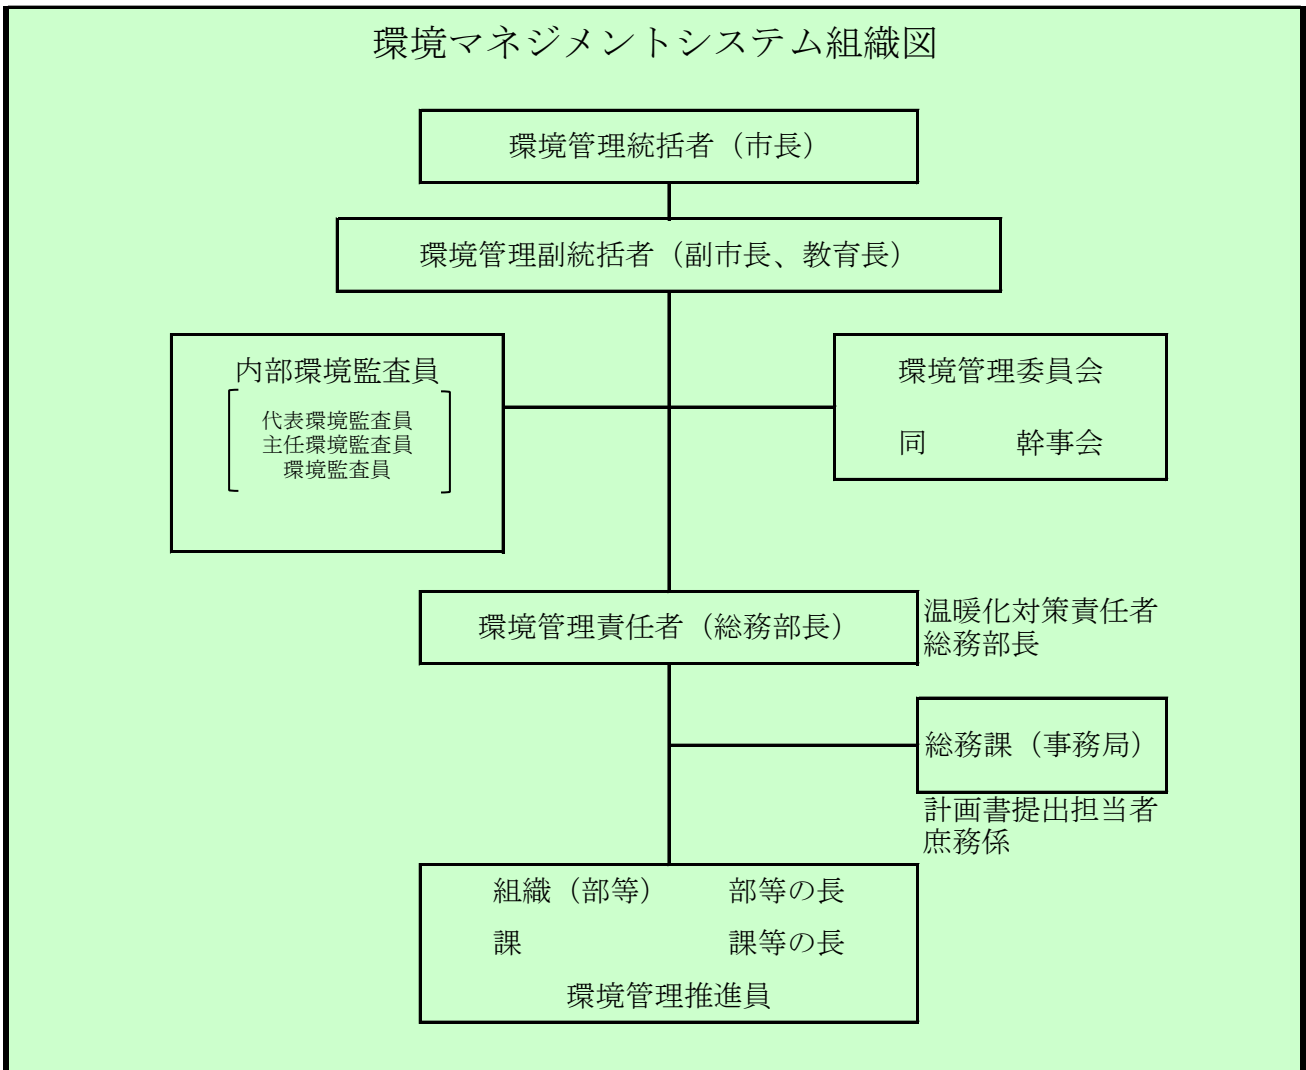 環境マネジメントシステム組織図
環境管理統括者（市長）
環境管理副統括者（副市長、教育長）
内部環境監査員
代表環境監査員
主任環境監査員
環境監査員
環境管理委員会
同　　　幹事会
環境管理責任者（総務部長）
温暖化対策責任者
総務部長
総務課（事務局）
計画書提出担当者
庶務係
組織（部等）　　部等の長
課　　　　　　　課等の長
環境管理推進員